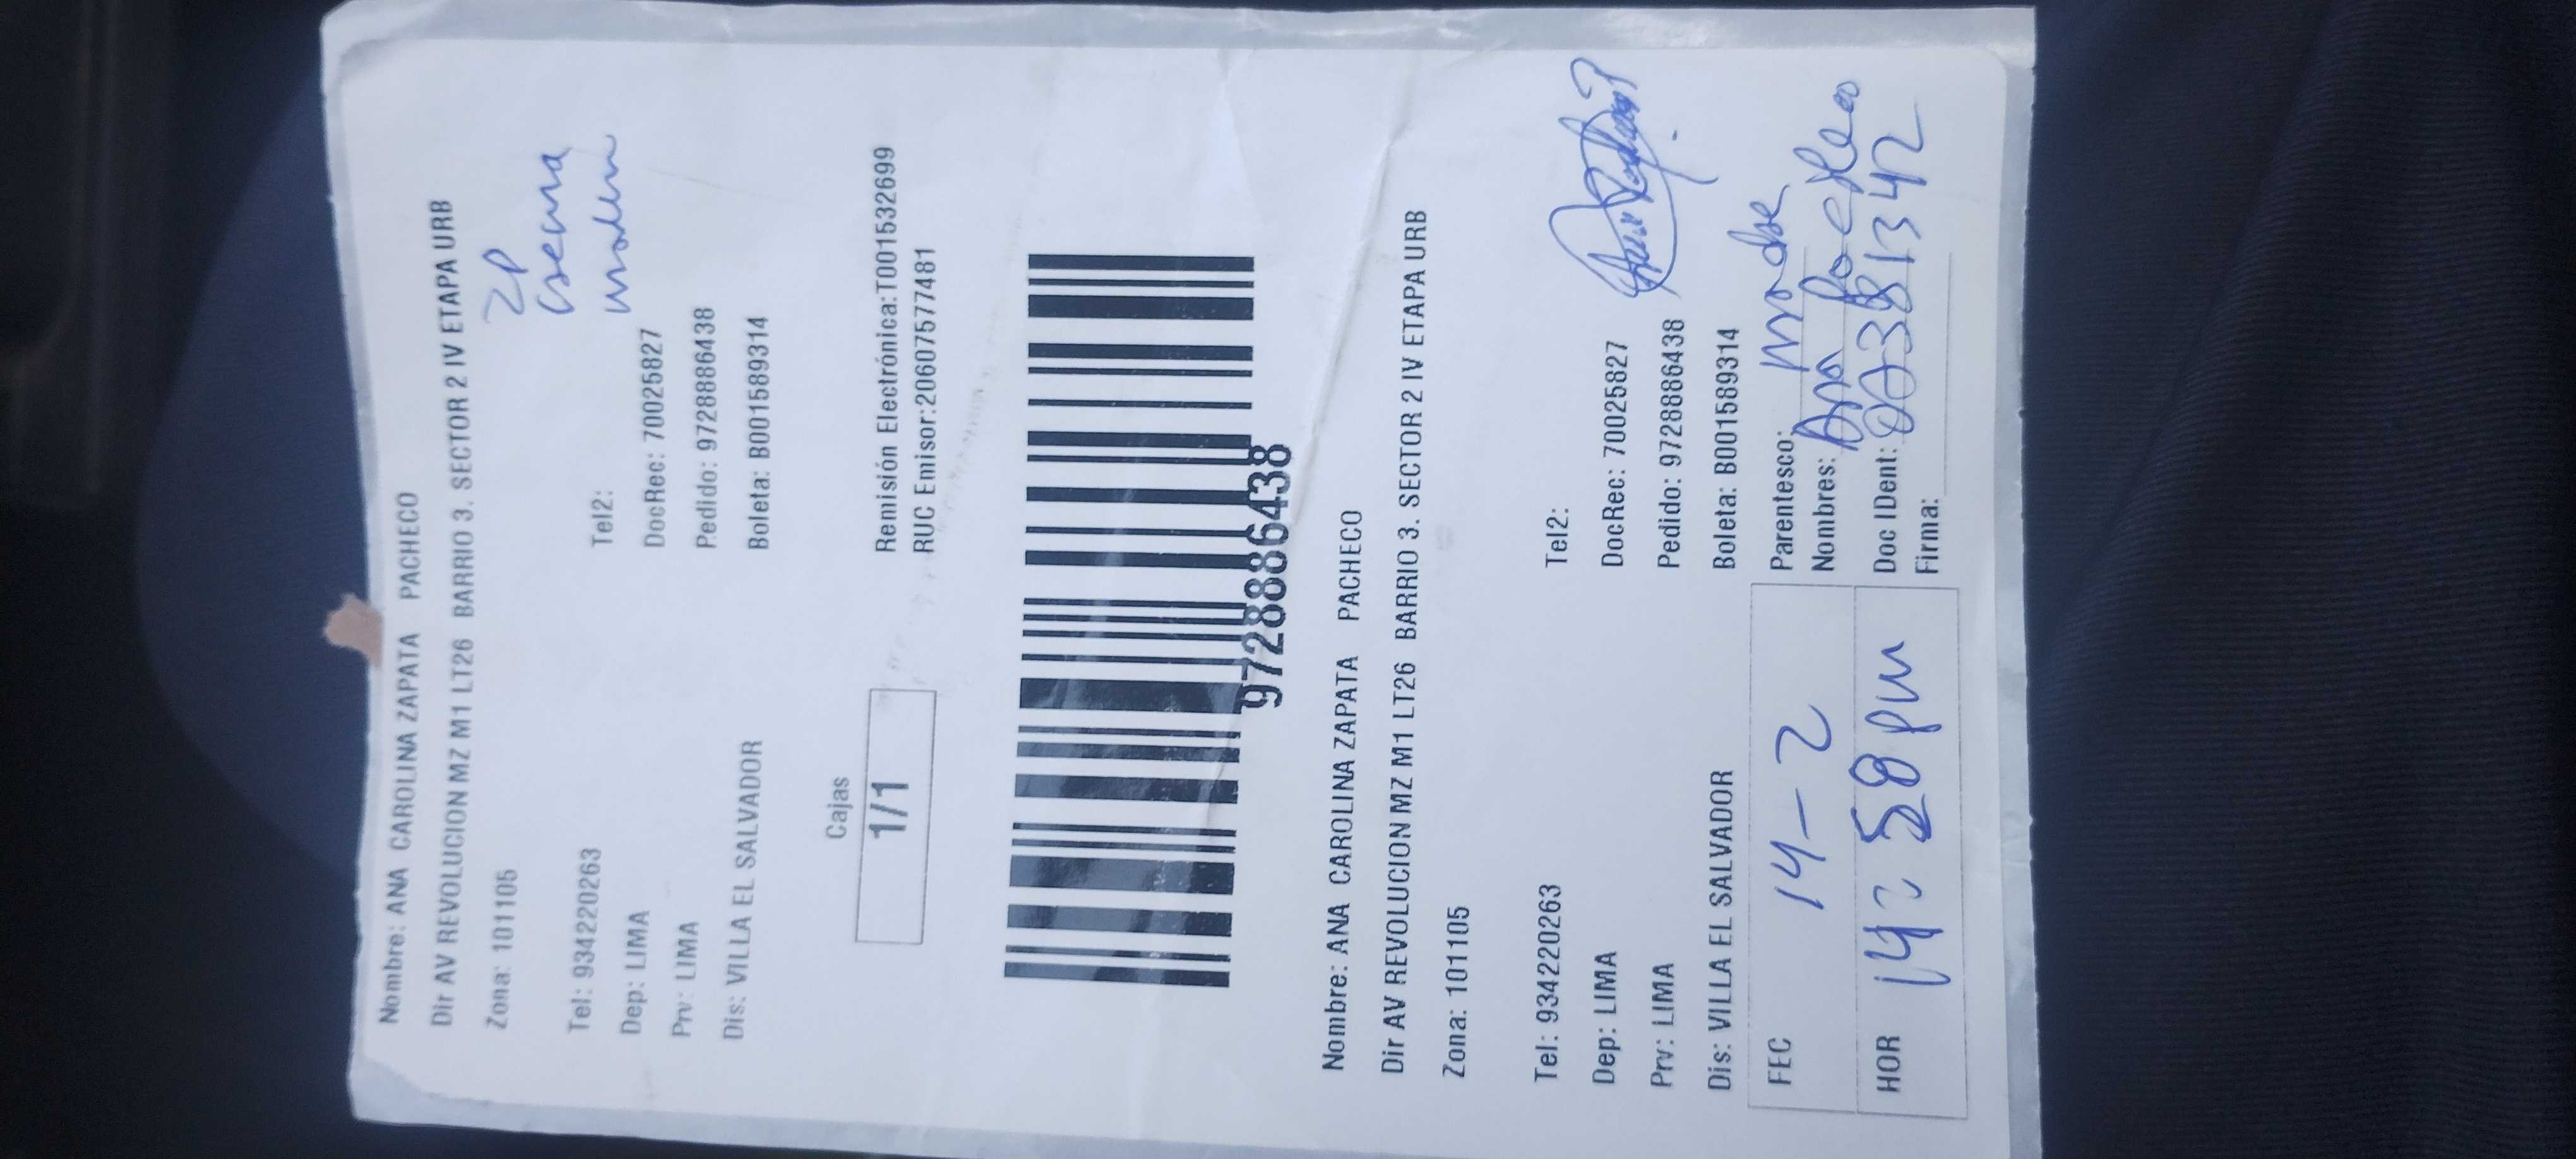 Nombre: ANA CAROLINA ZAPATA PACHECO
Dir AV REVOLUCION MZ M1 LT26 BARRIO 3. SECTOR 2 IV ETAPA URB
Zona: 101105
2P
Tel: 934220263 Tel2:
Dep: LIMA DocRec: 70025827
Prv: LIMA Pedido: 9728886438
Dis: VILLA EL SALVADOR Boleta: B001589314
Cajas
1/1
Remisión Electrónica:T001532699
RUC Emisor:20607577481
9728886438
Nombre: ANA CAROLINA ZAPATA PACHECO
Dir AV REVOLUCION MZ M1 LT26 BARRIO 3. SECTOR 2 IV ETAPA URB
Zona: 101105
Tel: 934220263 Tel2:
Dep: LIMA DocRec: 70025827
Prv: LIMA Pedido: 9728886438
Dis: VILLA EL SALVADOR Boleta: B001589314
FEC 14-2
HOR 14: 58 pm
Parentesco:
Nombres: Ana Pacheco
Doc IDent:
Firma: